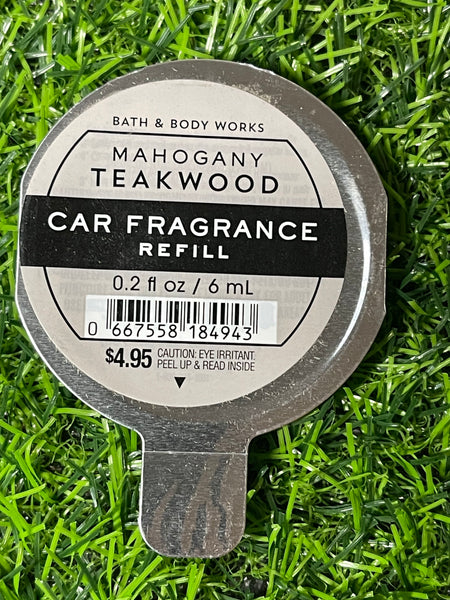 BATH & BODY WORKS
MAHOGANY
TEAKWOOD
CAR FRAGRANCE
REFILL
0.2 fl oz / 6 mL
0 667558 184943
$4.95 CAUTION: EYE IRRITANT.
PEEL UP & READ INSIDE